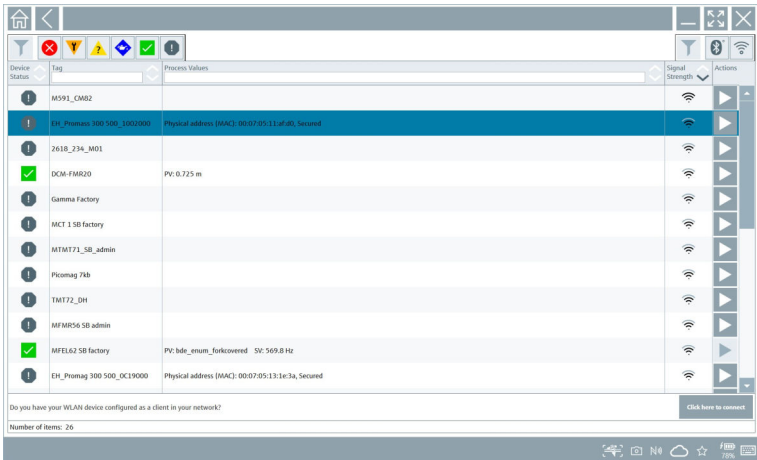 Device Status
Tag
Process Values
Signal Strength
Actions
M591_CM82
EH_Promass 300 500_1002000 Physical address (MAC): 00:07:05:11:af:d0, Secured
2618_234_M01
DCM-FMR20 PV: 0.725 m
Gamma Factory
MCT 1 SB factory
MTMT71_SB_admin
Picomag 7kb
TMT72_DH
MFMR56 SB admin
MFEL62 SB factory PV: bde_enum_forkcovered SV: 569.8 Hz
EH_Promag 300 500_0C19000 Physical address (MAC): 00:07:05:13:1e:3a, Secured
Do you have your WLAN device configured as a client in your network? Click here to connect
Number of items: 26
78%